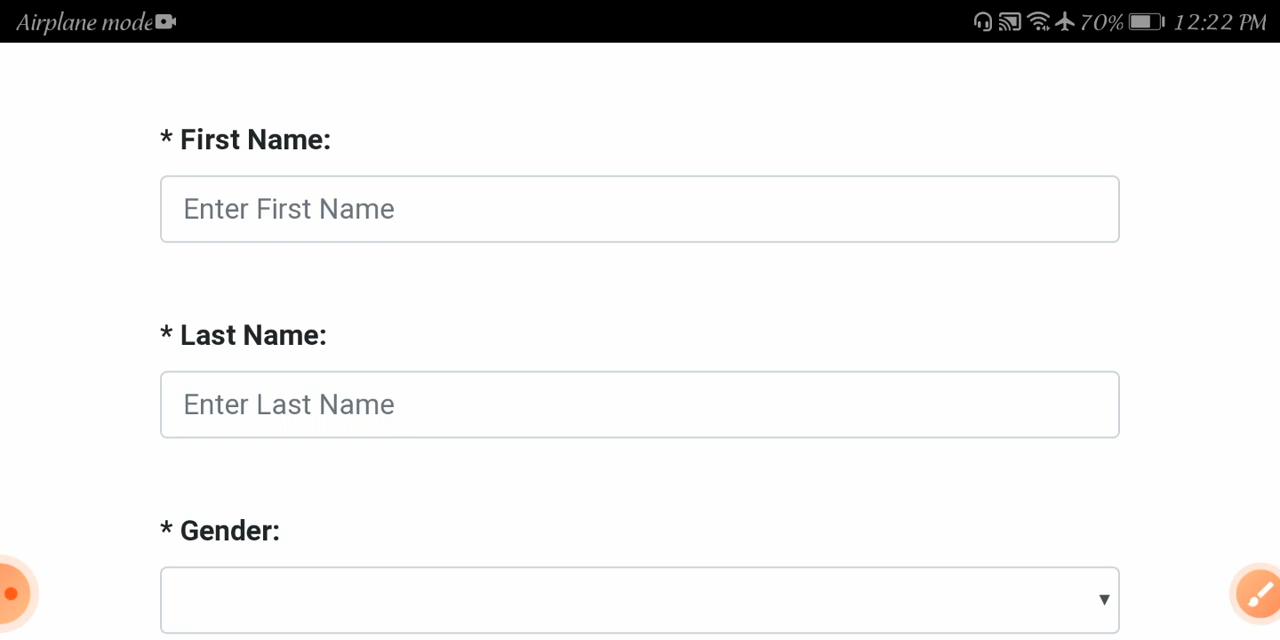 Airplane mode 70% 12:22 PM
* First Name:
Enter First Name
* Last Name:
Enter Last Name
* Gender: